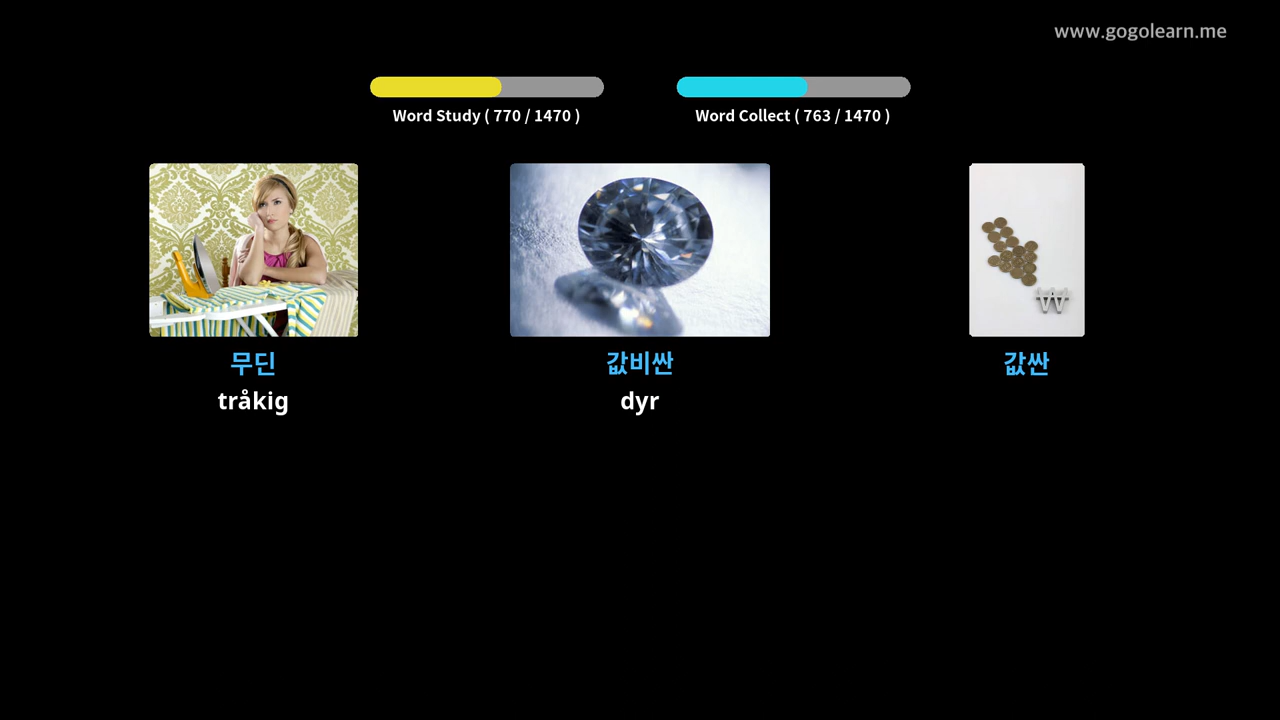 www.gogolearn.me
Word Study ( 770 / 1470 )
Word Collect ( 763 / 1470 )
무딘
값비싼
값싼
tråkig
dyr
₩